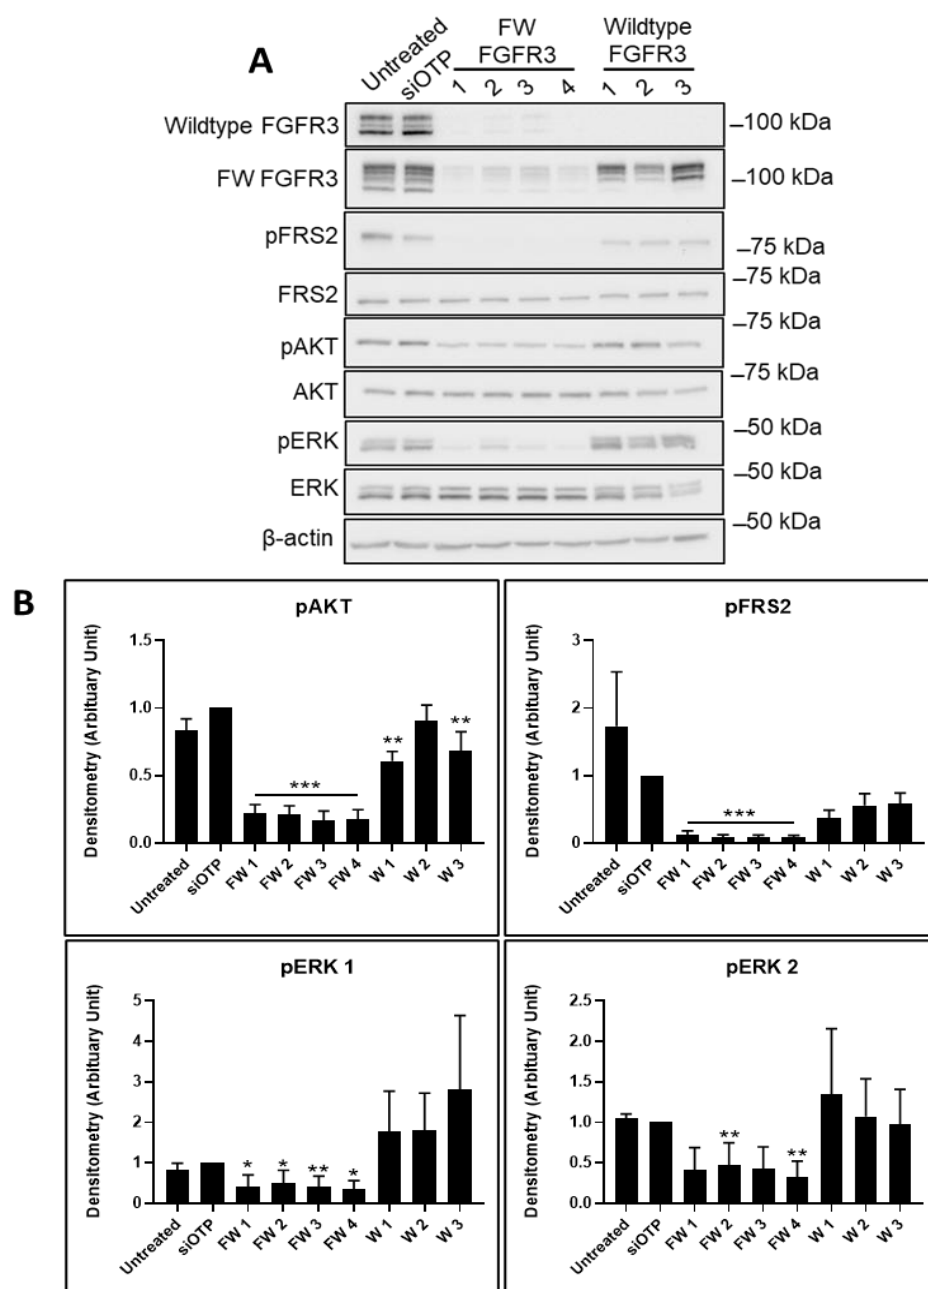 A
Untreated
siOTP
FW
FGFR3
1 2 3 4
Wildtype
FGFR3
1 2 3
Wildtype FGFR3
–100 kDa
FW FGFR3
–100 kDa
pFRS2
–75 kDa
FRS2
–75 kDa
pAKT
–75 kDa
AKT
–75 kDa
pERK
–50 kDa
ERK
–50 kDa
β-actin
–50 kDa
B
pAKT
Densitometry (Arbituary Unit)
1.5
1.0
0.5
0.0
***
**
**
Untreated siOTP FW 1 FW 2 FW 3 FW 4 W 1 W 2 W 3
pFRS2
Densitometry (Arbituary Unit)
3
2
1
0
***
Untreated siOTP FW 1 FW 2 FW 3 FW 4 W 1 W 2 W 3
pERK 1
Densitometry (Arbituary Unit)
5
4
3
2
1
0
* * ** *
Untreated siOTP FW 1 FW 2 FW 3 FW 4 W 1 W 2 W 3
pERK 2
Densitometry (Arbituary Unit)
2.5
2.0
1.5
1.0
0.5
0.0
** **
Untreated siOTP FW 1 FW 2 FW 3 FW 4 W 1 W 2 W 3